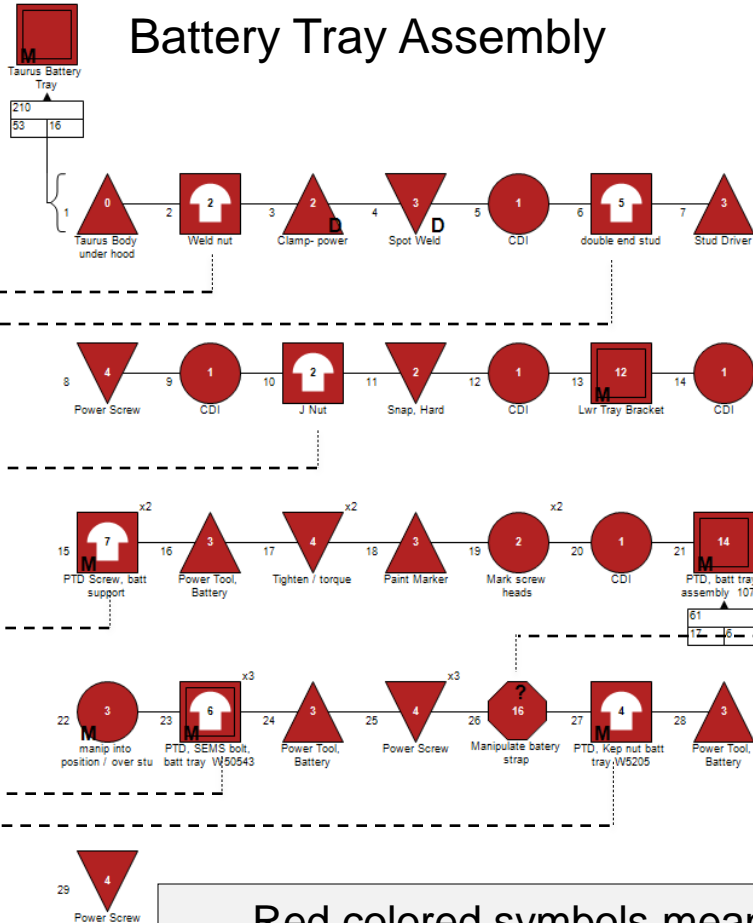 Battery Tray Assembly
M
Taurus Battery
Tray
210
53 16
1 0
Taurus Body
under hood
2 2
Weld nut
3 2 D
Clamp- power
4 3 D
Spot Weld
5 1
CDI
6 5
double end stud
7 3
Stud Driver
8 4
Power Screw
9 1
CDI
10 2
J Nut
11 2
Snap, Hard
12 1
CDI
13 12 M
Lwr Tray Bracket
14 1
CDI
15 7 M x2
PTD Screw, batt
support
16 3
Power Tool,
Battery
17 4 x2
Tighten / torque
18 3
Paint Marker
19 2 x2
Mark screw
heads
20 1
CDI
21 14 M
PTD, batt tray
assembly 107
61
17 6
22 3 M
manip into
position / over stu
23 6 M x3
PTD, SEMS bolt,
batt tray W50543
24 3
Power Tool,
Battery
25 4 x3
Power Screw
26 ? 16
Manipulate batery
strap
27 4 M
PTD, Kep nut batt
tray W5205
28 3
Power Tool,
Battery
29 4
Power Screw
Red colored symbols mean